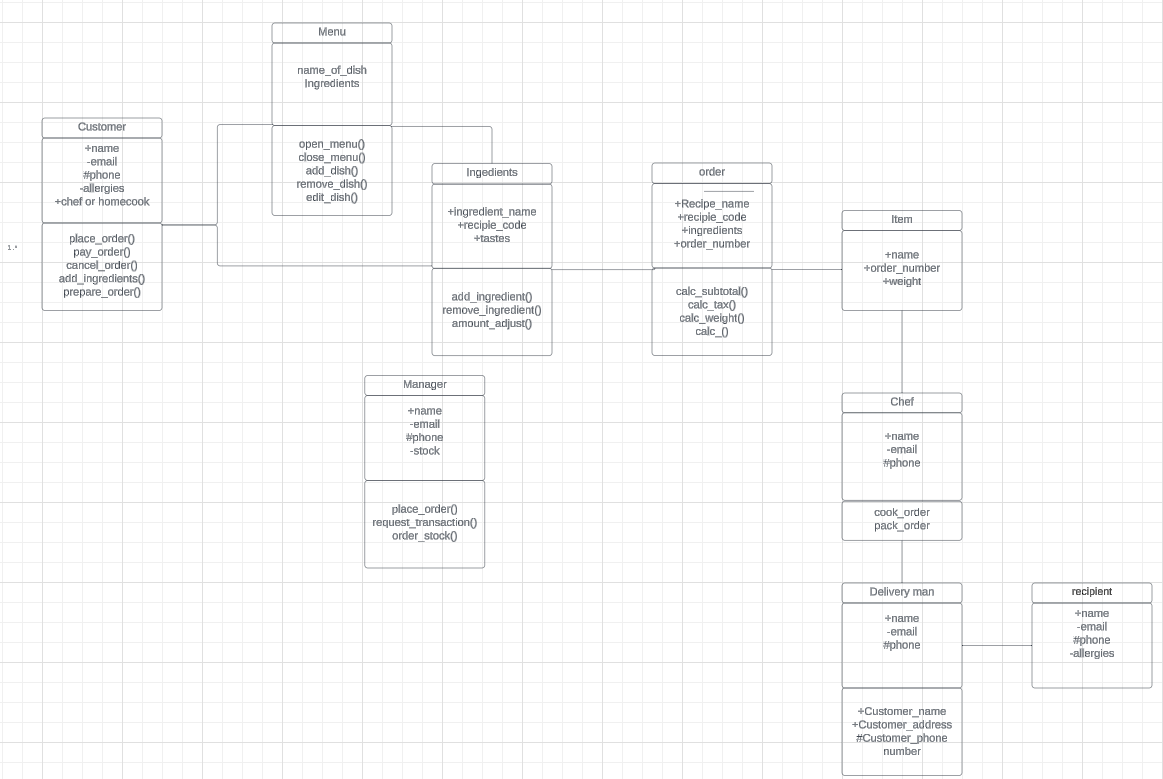 Menu
name_of_dish
Ingredients
open_menu()
close_menu()
add_dish()
remove_dish()
edit_dish()
Customer
+name
-email
#phone
-allergies
+chef or homecook
place_order()
pay_order()
cancel_order()
add_ingredients()
prepare_order()
1.*
Ingedients
+ingredient_name
+reciple_code
+tastes
add_ingredient()
remove_ingredient()
amount_adjust()
order
+Recipe_name
+reciple_code
+ingredients
+order_number
calc_subtotal()
calc_tax()
calc_weight()
calc_()
Item
+name
+order_number
+weight
Manager
+name
-email
#phone
-stock
place_order()
request_transaction()
order_stock()
Chef
+name
-email
#phone
cook_order
pack_order
Delivery man
+name
-email
#phone
+Customer_name
+Customer_address
#Customer_phone
number
recipient
+name
-email
#phone
-allergies